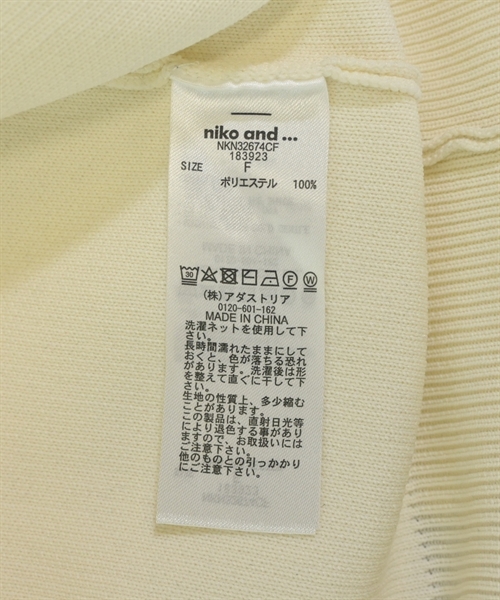 niko and ...
NKN32674CF
183923
SIZE F
ポリエステル 100%
30
F W
(株)アダストリア
0120-601-162
MADE IN CHINA
洗濯ネットを使用して下
さい。
長時間濡れたままにして
おくと、色が落ちる恐れ
があります。洗濯後は形
を整えて直ぐに干して下
さい。
生地の性質上、多少縮む
ことがあります。
この製品は、直射日光等
により退色する事があり
ますので、お取扱いには
ご注意下さい。
他のものとの引っかかり
にご注意下さい。